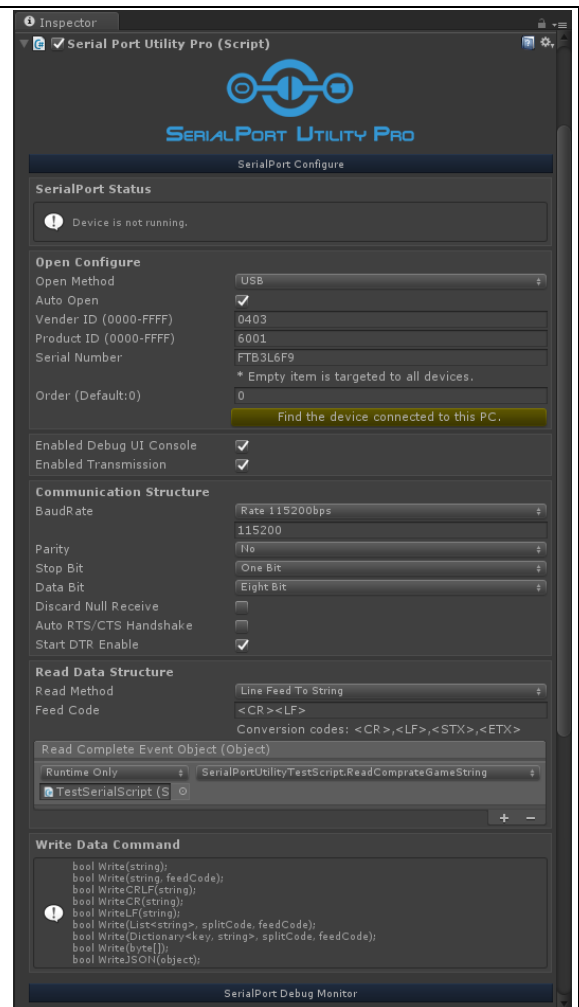 Inspector
Serial Port Utility Pro (Script)
SERIALPORT UTILITY PRO
SerialPort Configure
SerialPort Status
Device is not running.
Open Configure
Open Method USB
Auto Open
Vender ID (0000-FFFF) 0403
Product ID (0000-FFFF) 6001
Serial Number FTB3L6F9
* Empty item is targeted to all devices.
Order (Default:0) 0
Find the device connected to this PC.
Enabled Debug UI Console
Enabled Transmission
Communication Structure
BaudRate Rate 115200bps
115200
Parity No
Stop Bit One Bit
Data Bit Eight Bit
Discard Null Receive
Auto RTS/CTS Handshake
Start DTR Enable
Read Data Structure
Read Method Line Feed To String
Feed Code <CR><LF>
Conversion codes: <CR>,<LF>,<STX>,<ETX>
Read Complete Event Object (Object)
Runtime Only SerialPortUtilityTestScript.ReadComprateGameString
TestSerialScript (S
Write Data Command
bool Write(string);
bool Write(string, feedCode);
bool WriteCRLF(string);
bool WriteCR(string);
bool WriteLF(string);
bool Write(List<string>, splitCode, feedCode);
bool Write(Dictionary<key, string>, splitCode, feedCode);
bool Write(byte[]);
bool WriteJSON(object);
SerialPort Debug Monitor